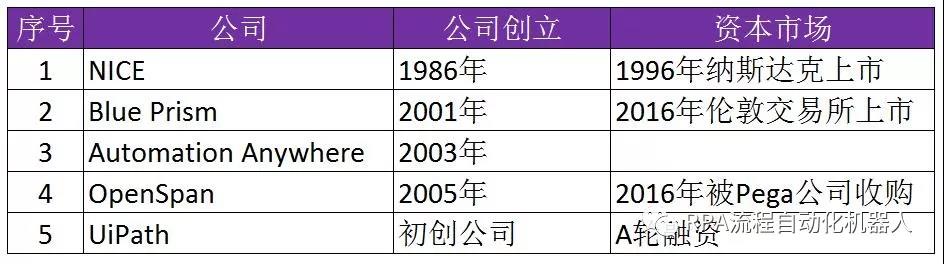 序号 公司 公司创立 资本市场
1 NICE 1986年 1996年纳斯达克上市
2 Blue Prism 2001年 2016年伦敦交易所上市
3 Automation Anywhere 2003年
4 OpenSpan 2005年 2016年被Pega公司收购
5 UiPath 初创公司 A轮融资
RPA流程自动化机器人